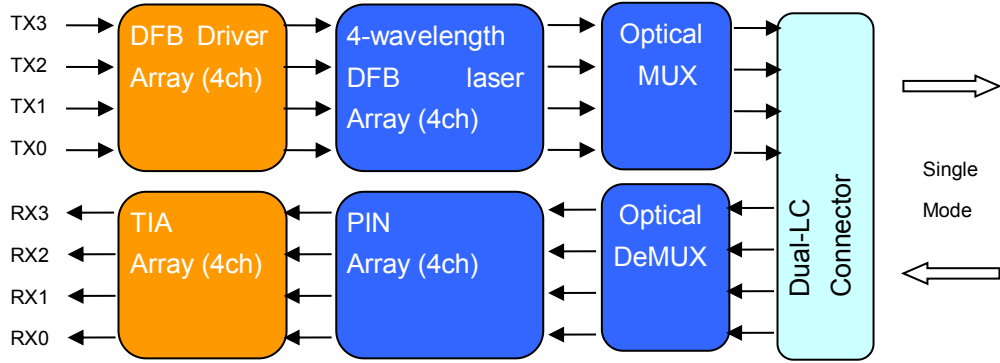 TX3
TX2
TX1
TX0
DFB Driver
Array (4ch)
4-wavelength
DFB laser
Array (4ch)
Optical
MUX
RX3
RX2
RX1
RX0
TIA
Array (4ch)
PIN
Array (4ch)
Optical
DeMUX
Dual-LC
Connector
Single
Mode